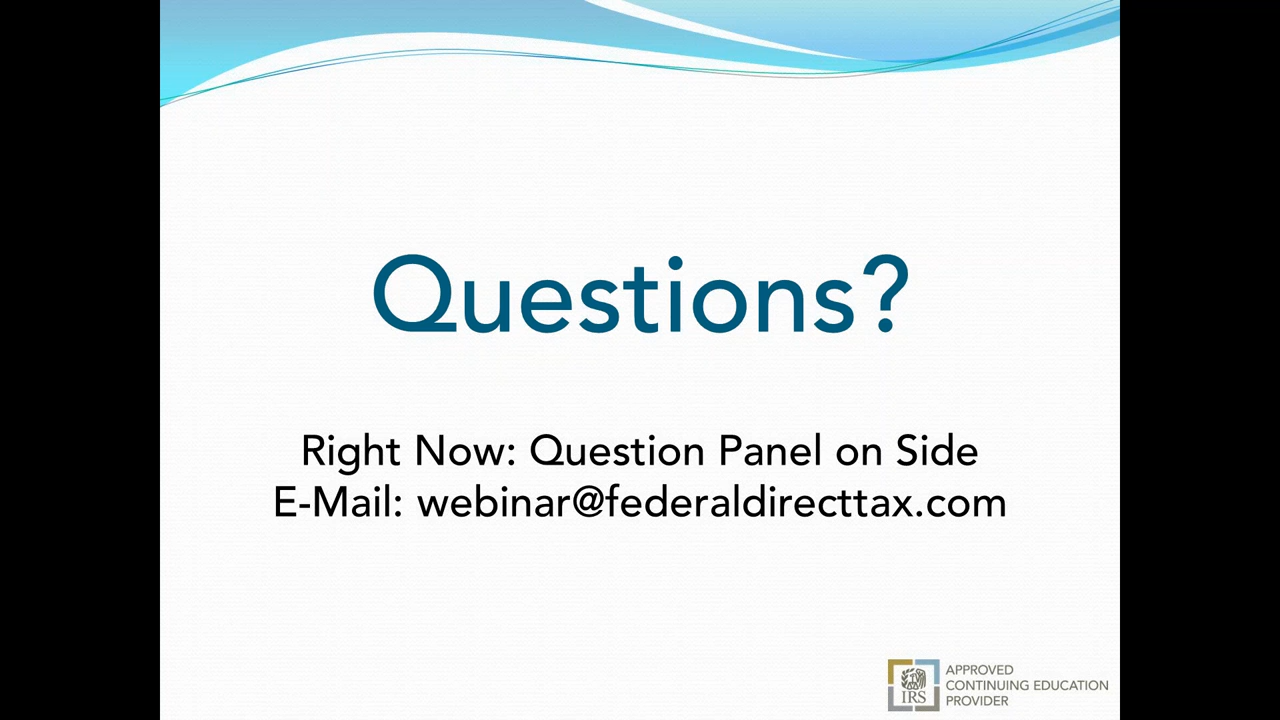 Questions?
Right Now: Question Panel on Side
E-Mail: webinar@federaldirecttax.com
IRS
APPROVED
CONTINUING EDUCATION
PROVIDER